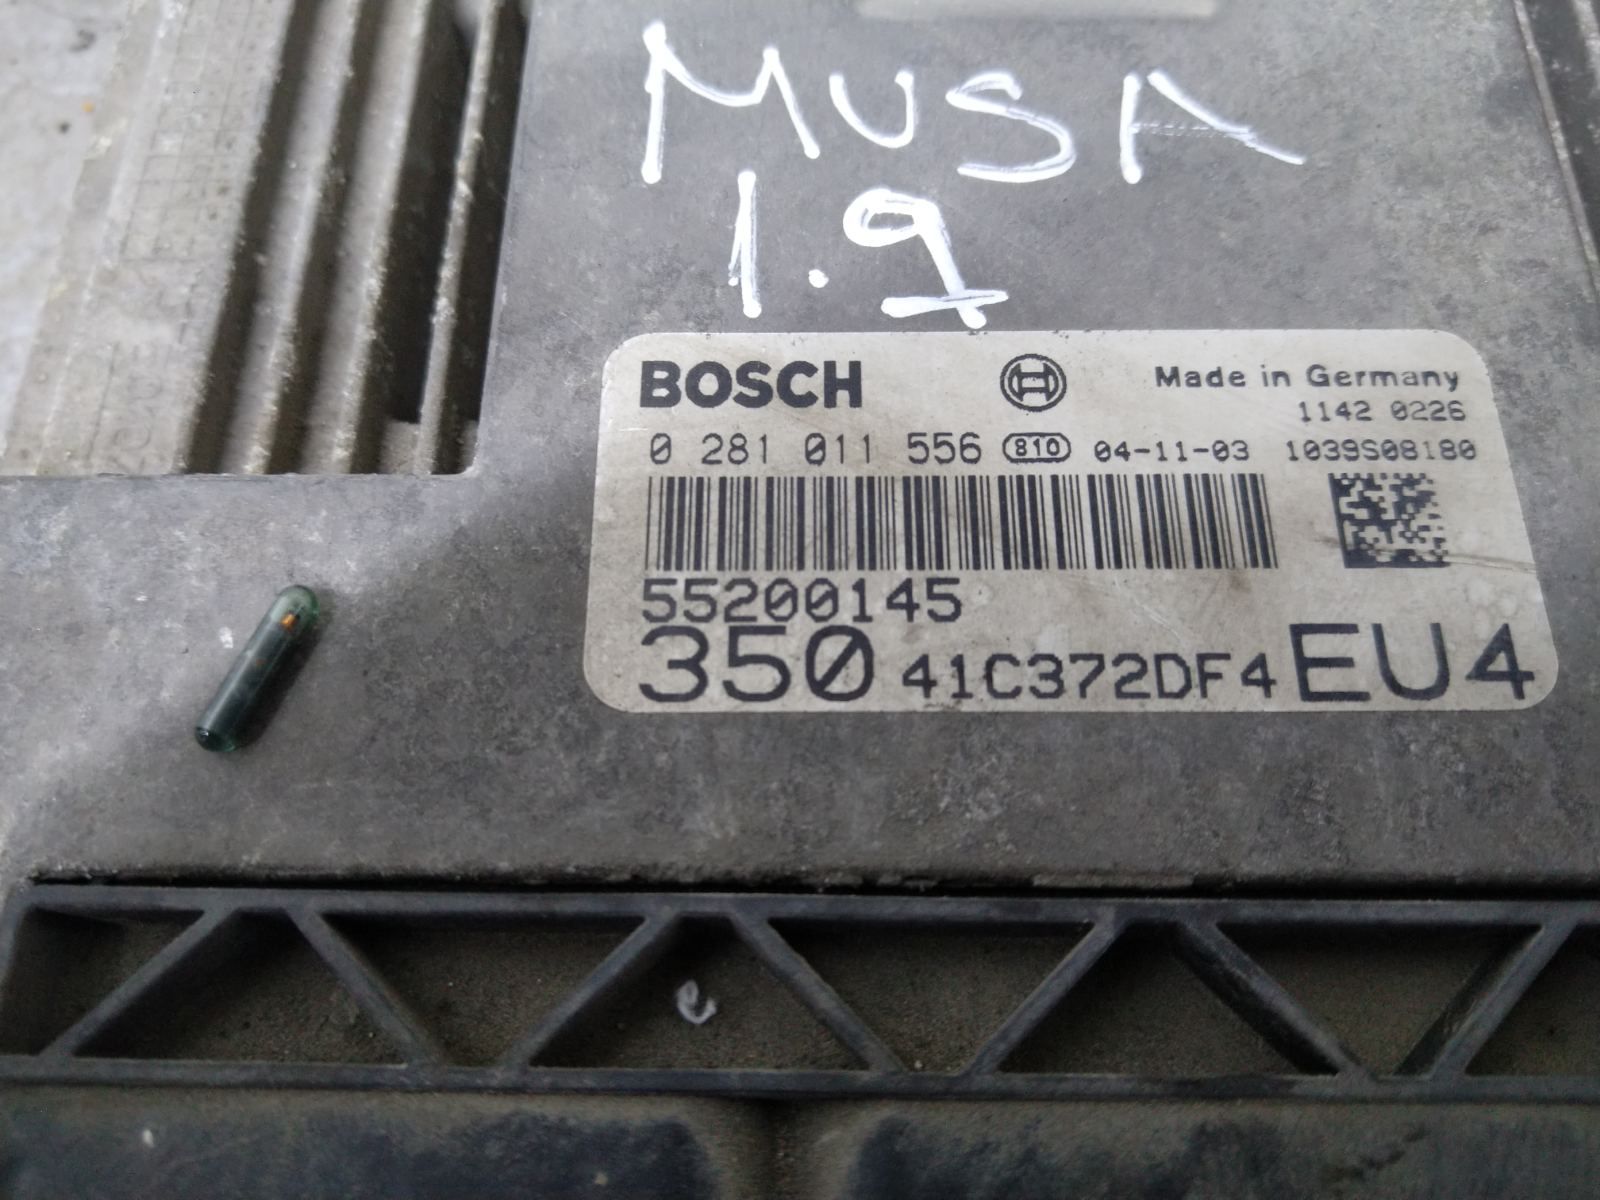 MUSA
1.9
BOSCH Made in Germany
1142 0226
0 281 011 556 810 04-11-03 1039S08180
55200145
350 41C372DF4 EU4